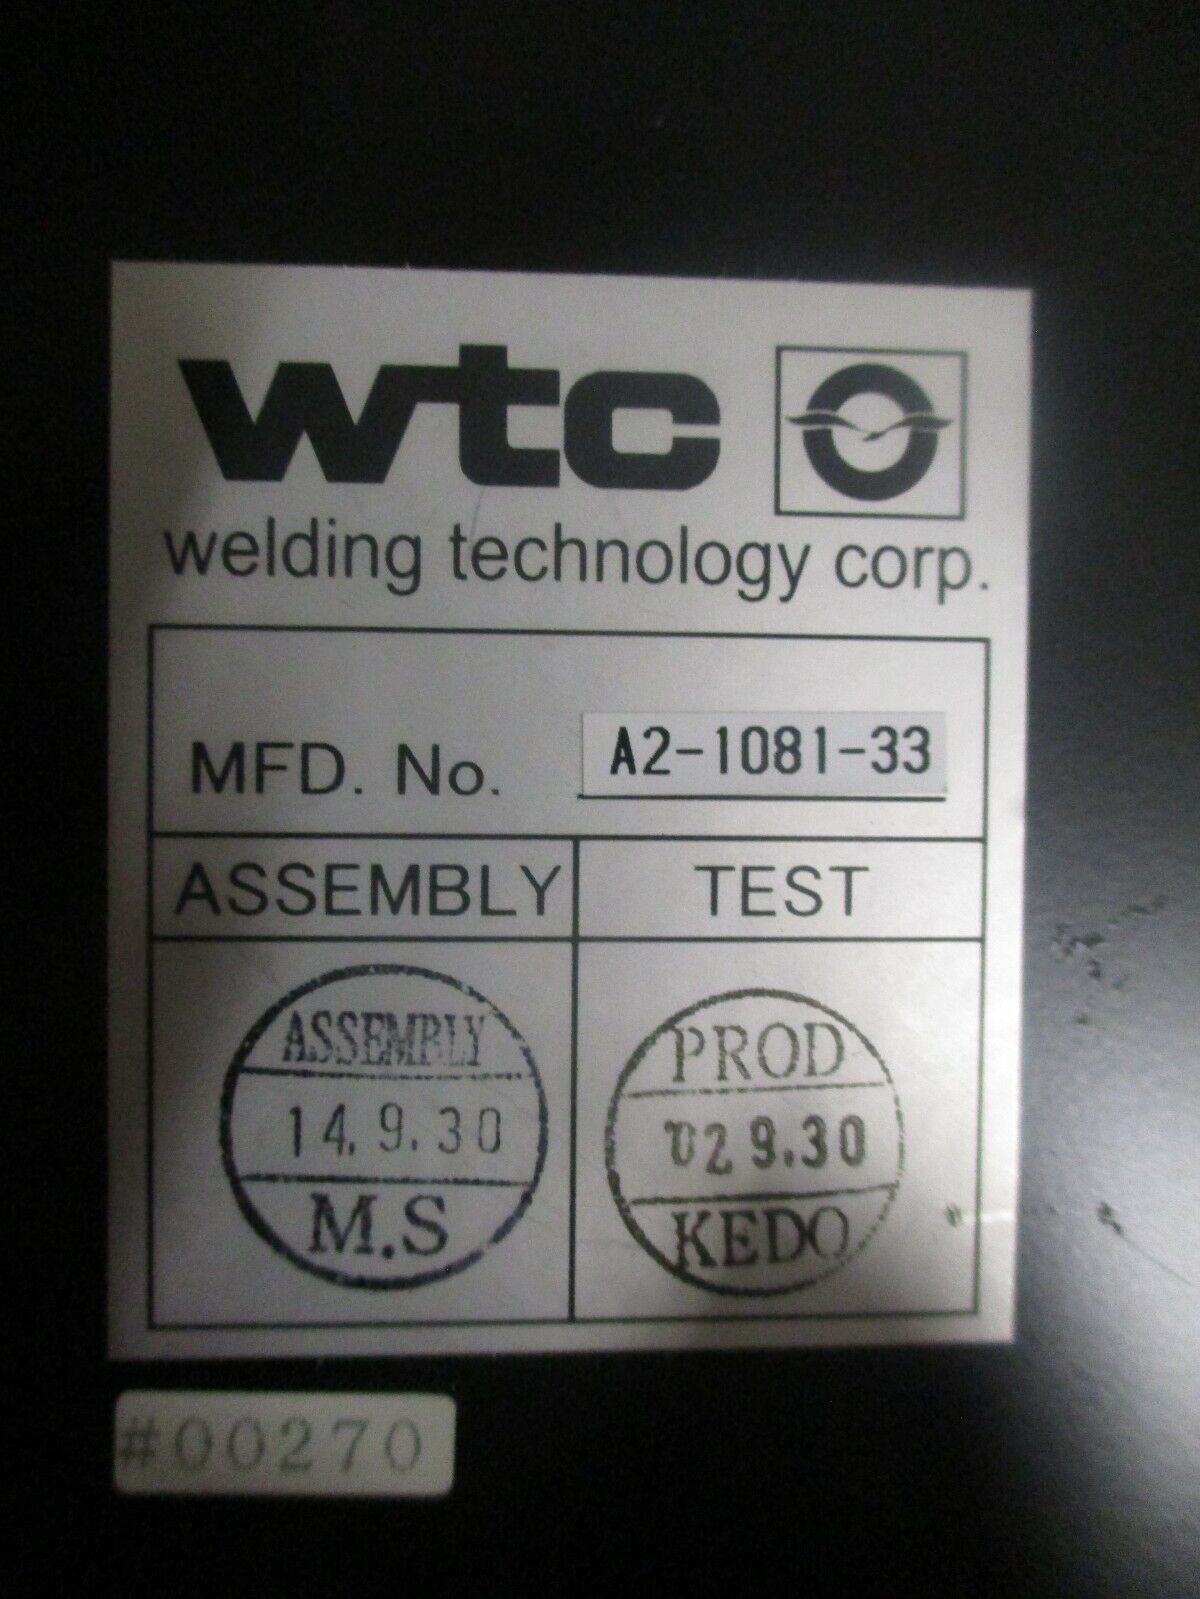 wtc
welding technology corp.
MFD. No. A2-1081-33
ASSEMBLY TEST
ASSEMBLY
14.9.30
M.S
PROD
9.30
KEDO
#00270